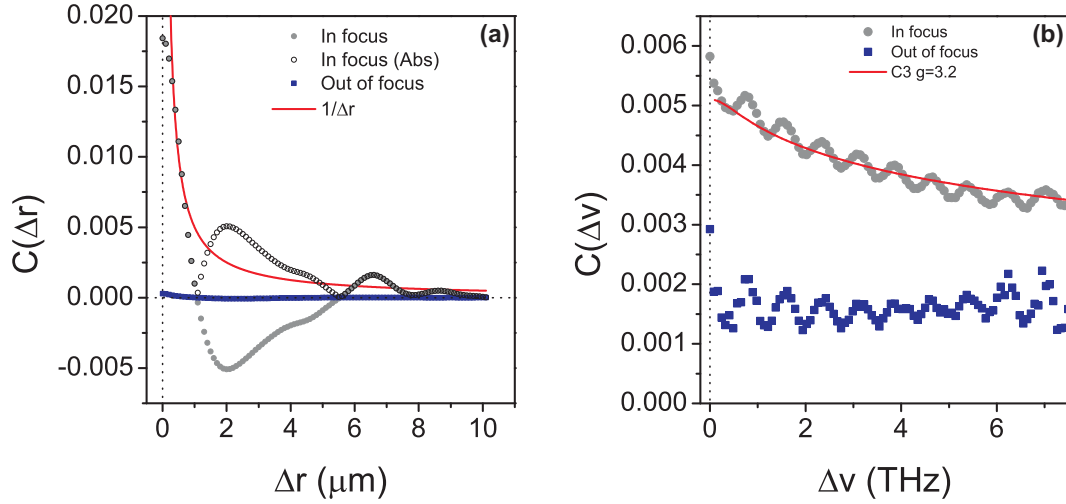 (a)
In focus
In focus (Abs)
Out of focus
1/Δr
0.020
0.015
0.010
0.005
0.000
-0.005
C(Δr)
0 2 4 6 8 10
Δr (μm)
(b)
In focus
Out of focus
C3 g=3.2
0.006
0.005
0.004
0.003
0.002
0.001
0.000
C(Δv)
0 2 4 6
Δv (THz)